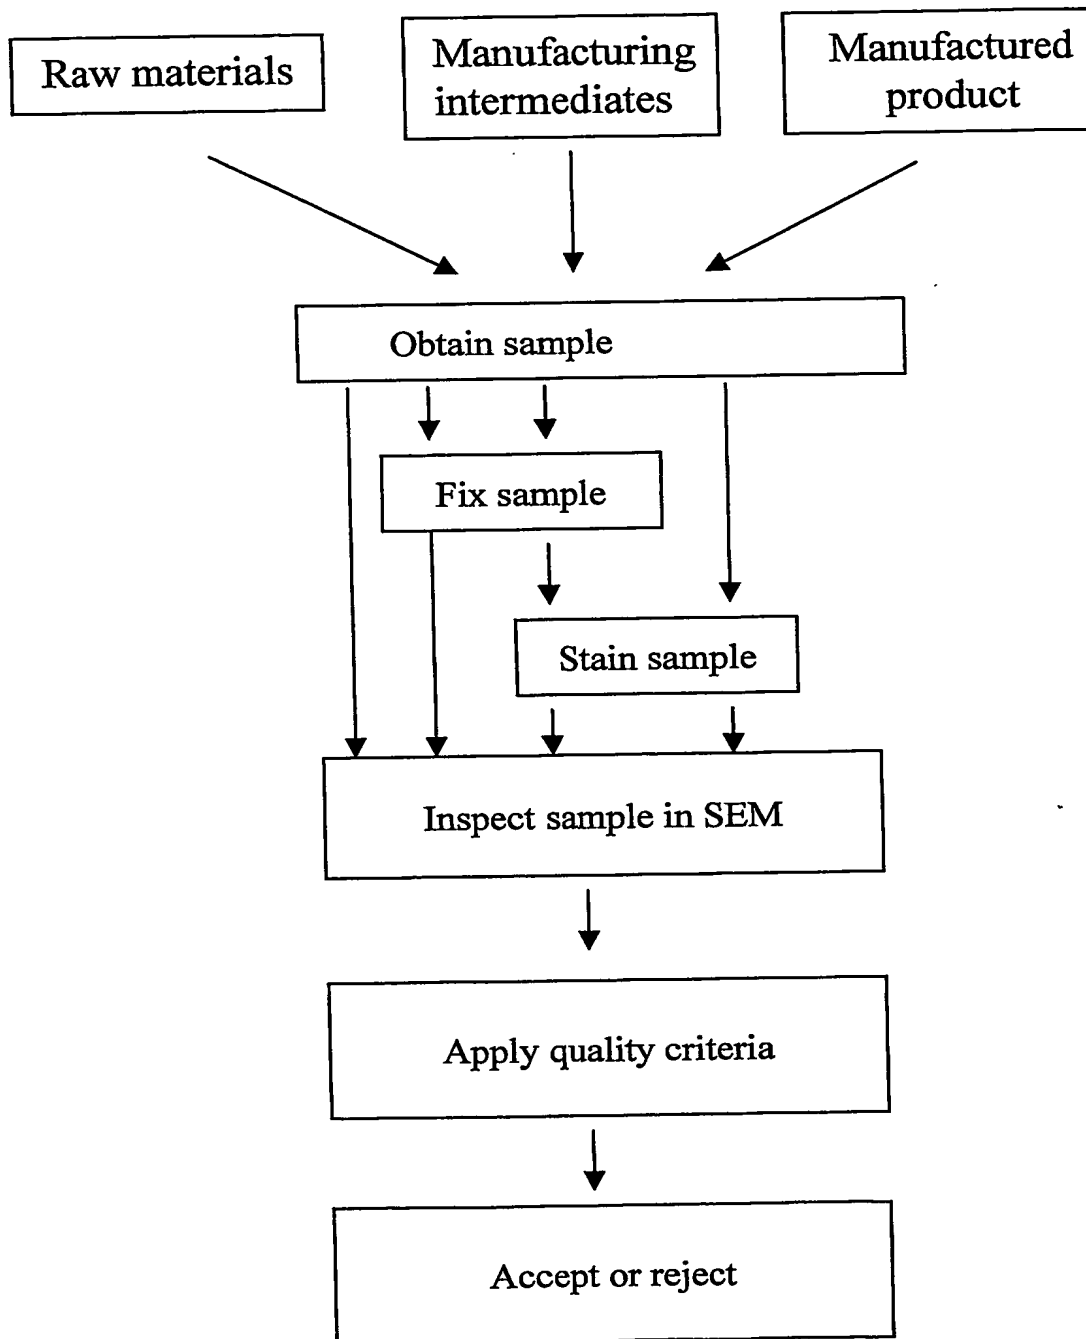 Raw materials
Manufacturing
intermediates
Manufactured
product
Obtain sample
Fix sample
Stain sample
Inspect sample in SEM
Apply quality criteria
Accept or reject